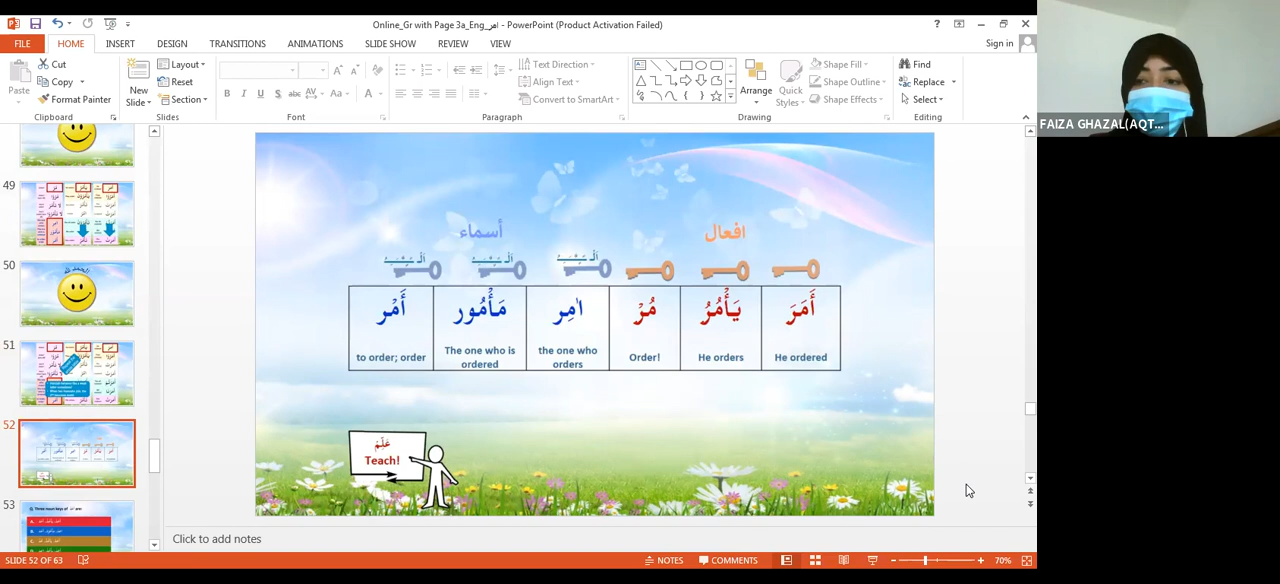 Online_Gr with Page 3a_Eng_امر - PowerPoint (Product Activation Failed)
FILE HOME INSERT DESIGN TRANSITIONS ANIMATIONS SLIDE SHOW REVIEW VIEW
Sign in
Paste
Cut
Copy
Format Painter
Clipboard
New Slide
Layout
Reset
Section
Slides
B I U S abc AV Aa A
Font
Text Direction
Align Text
Convert to SmartArt
Paragraph
Arrange
Quick Styles
Shape Fill
Shape Outline
Shape Effects
Drawing
Find
Replace
Select
Editing
FAIZA GHAZAL(AQT...
49
50
51
52
53
افعال
أسماء
أَمَرَ
يَأْمُرُ
مُرْ
اٰمِر
مَأْمُور
أَمْر
He ordered
He orders
Order!
the one who orders
The one who is ordered
to order; order
عَلِّمْ
Teach!
Click to add notes
SLIDE 52 OF 63
NOTES
COMMENTS
70%